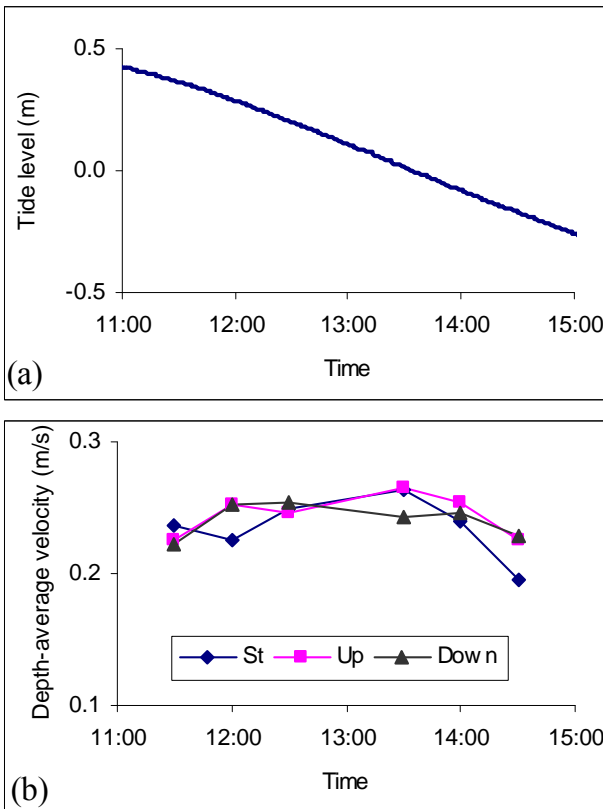 0.5
0.0
-0.5
Tide level (m)
11:00 12:00 13:00 14:00 15:00
Time
(a)
0.3
0.2
0.1
Depth-average velocity (m/s)
St Up Down
11:00 12:00 13:00 14:00 15:00
Time
(b)